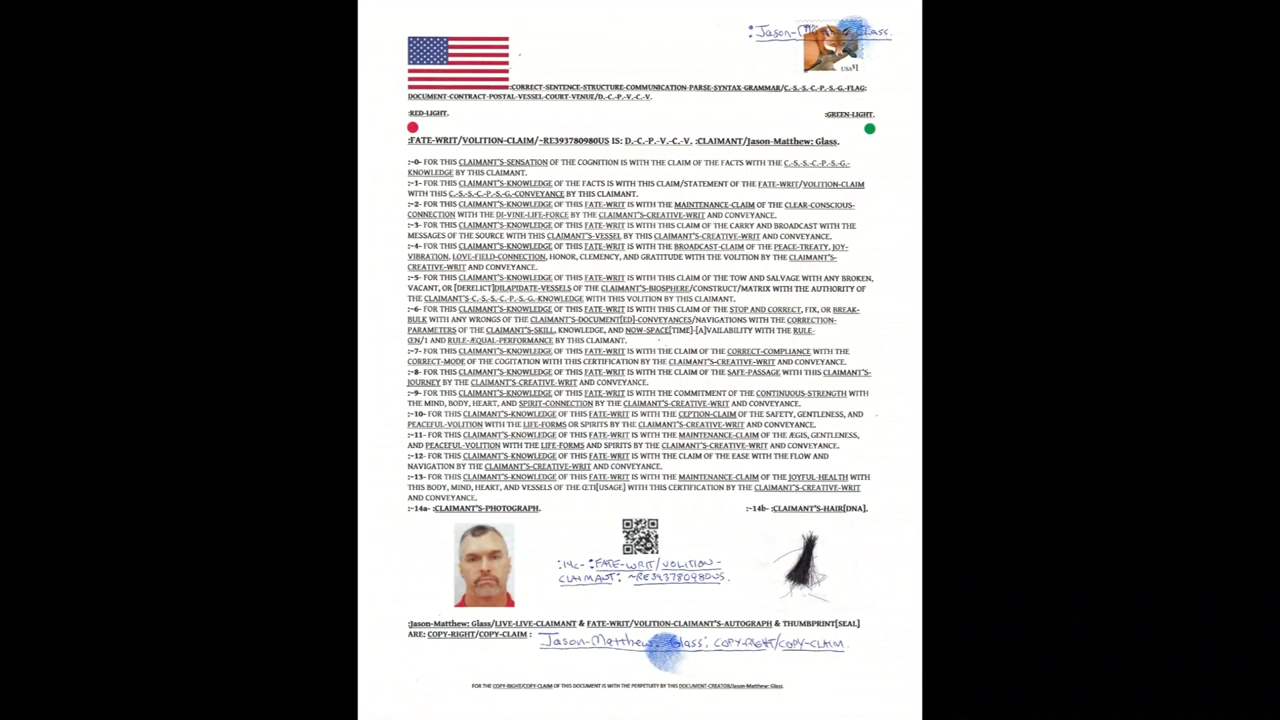 :Jason-Matthew: Glass.
USA $1
:CORRECT-SENTENCE-STRUCTURE-COMMUNICATION-PARSE-SYNTAX-GRAMMAR/C.-S.-S.-C.-P.-S.-G.-FLAG:
DOCUMENT-CONTRACT-POSTAL-VESSEL-COURT-VENUE/D.-C.-P.-V.-C.-V.
:RED-LIGHT.
:GREEN-LIGHT.
:FATE-WRIT/VOLITION-CLAIM/~RE393780980US IS: D.-C.-P.-V.-C.-V. :CLAIMANT/Jason-Matthew: Glass.
:~0~ FOR THIS CLAIMANT'S-SENSATION OF THE COGNITION IS WITH THE CLAIM OF THE FACTS WITH THE C.-S.-S.-C.-P.-S.-G.-
KNOWLEDGE BY THIS CLAIMANT.
:~1~ FOR THIS CLAIMANT'S-KNOWLEDGE OF THE FACTS IS WITH THIS CLAIM/STATEMENT OF THE FATE-WRIT/VOLITION-CLAIM
WITH THIS C.-S.-S.-C.-P.-S.-G.-CONVEYANCE BY THIS CLAIMANT.
:~2~ FOR THIS CLAIMANT'S-KNOWLEDGE OF THIS FATE-WRIT IS WITH THE MAINTENANCE-CLAIM OF THE CLEAR-CONSCIOUS-
CONNECTION WITH THE DI-VINE-LIFE-FORCE BY THE CLAIMANT'S-CREATIVE-WRIT AND CONVEYANCE.
:~3~ FOR THIS CLAIMANT'S-KNOWLEDGE OF THIS FATE-WRIT IS WITH THIS CLAIM OF THE CARRY AND BROADCAST WITH THE
MESSAGES OF THE SOURCE WITH THIS CLAIMANT'S-VESSEL BY THIS CLAIMANT'S-CREATIVE-WRIT AND CONVEYANCE.
:~4~ FOR THIS CLAIMANT'S-KNOWLEDGE OF THIS FATE-WRIT IS WITH THE BROADCAST-CLAIM OF THE PEACE-TREATY, JOY-
VIBRATION, LOVE-FIELD-CONNECTION, HONOR, CLEMENCY, AND GRATITUDE WITH THE VOLITION BY THE CLAIMANT'S-
CREATIVE-WRIT AND CONVEYANCE.
:~5~ FOR THIS CLAIMANT'S-KNOWLEDGE OF THIS FATE-WRIT IS WITH THIS CLAIM OF THE TOW AND SALVAGE WITH ANY BROKEN,
VACANT, OR [DERELICT]DILAPIDATE-VESSELS OF THE CLAIMANT'S-BIOSPHERE/CONSTRUCT/MATRIX WITH THE AUTHORITY OF
THE CLAIMANT'S-C.-S.-S.-C.-P.-S.-G.-KNOWLEDGE WITH THIS VOLITION BY THIS CLAIMANT.
:~6~ FOR THIS CLAIMANT'S-KNOWLEDGE OF THIS FATE-WRIT IS WITH THIS CLAIM OF THE STOP AND CORRECT, FIX, OR BREAK-
BULK WITH ANY WRONGS OF THE CLAIMANT'S-DOCUMENT[ED]-CONVEYANCES/NAVIGATIONS WITH THE CORRECTION-
PARAMETERS OF THE CLAIMANT'S-SKILL, KNOWLEDGE, AND NOW-SPACE[TIME]-[A]VAILABILITY WITH THE RULE-
ŒN/1 AND RULE-ÆQUAL-PERFORMANCE BY THIS CLAIMANT.
:~7~ FOR THIS CLAIMANT'S-KNOWLEDGE OF THIS FATE-WRIT IS WITH THE CLAIM OF THE CORRECT-COMPLIANCE WITH THE
CORRECT-MODE OF THE COGITATION WITH THIS CERTIFICATION BY THE CLAIMANT'S-CREATIVE-WRIT AND CONVEYANCE.
:~8~ FOR THIS CLAIMANT'S-KNOWLEDGE OF THIS FATE-WRIT IS WITH THE CLAIM OF THE SAFE-PASSAGE WITH THIS CLAIMANT'S-
JOURNEY BY THE CLAIMANT'S-CREATIVE-WRIT AND CONVEYANCE.
:~9~ FOR THIS CLAIMANT'S-KNOWLEDGE OF THIS FATE-WRIT IS WITH THE COMMITMENT OF THE CONTINUOUS-STRENGTH WITH
THE MIND, BODY, HEART, AND SPIRIT-CONNECTION BY THE CLAIMANT'S-CREATIVE-WRIT AND CONVEYANCE.
:~10~ FOR THIS CLAIMANT'S-KNOWLEDGE OF THIS FATE-WRIT IS WITH THE CEPTION-CLAIM OF THE SAFETY, GENTLENESS, AND
PEACEFUL-VOLITION WITH THE LIFE-FORMS OR SPIRITS BY THE CLAIMANT'S-CREATIVE-WRIT AND CONVEYANCE.
:~11~ FOR THIS CLAIMANT'S-KNOWLEDGE OF THIS FATE-WRIT IS WITH THE MAINTENANCE-CLAIM OF THE ÆGIS, GENTLENESS,
AND PEACEFUL-VOLITION WITH THE LIFE-FORMS AND SPIRITS BY THE CLAIMANT'S-CREATIVE-WRIT AND CONVEYANCE.
:~12~ FOR THIS CLAIMANT'S-KNOWLEDGE OF THIS FATE-WRIT IS WITH THE CLAIM OF THE EASE WITH THE FLOW AND
NAVIGATION BY THE CLAIMANT'S-CREATIVE-WRIT AND CONVEYANCE.
:~13~ FOR THIS CLAIMANT'S-KNOWLEDGE OF THIS FATE-WRIT IS WITH THE MAINTENANCE-CLAIM OF THE JOYFUL-HEALTH WITH
THIS BODY, MIND, HEART, AND VESSELS OF THE ŒTI[USAGE] WITH THIS CERTIFICATION BY THE CLAIMANT'S-CREATIVE-WRIT
AND CONVEYANCE.
:~14a~ :CLAIMANT'S-PHOTOGRAPH.
:~14b~ :CLAIMANT'S-HAIR[DNA].
:14c~ :FATE-WRIT/VOLITION-
CLAIMANT: ~RE393780980US.
:Jason-Matthew: Glass/LIVE-LIVE-CLAIMANT & FATE-WRIT/VOLITION-CLAIMANT'S-AUTOGRAPH & THUMBPRINT[SEAL]
ARE: COPY-RIGHT/COPY-CLAIM :
Jason-Matthew: Glass: COPY-RIGHT/COPY-CLAIM.
FOR THE COPY-RIGHT/COPY-CLAIM OF THIS DOCUMENT IS WITH THE PERPETUITY BY THIS DOCUMENT-CREATOR/Jason-Matthew: Glass.